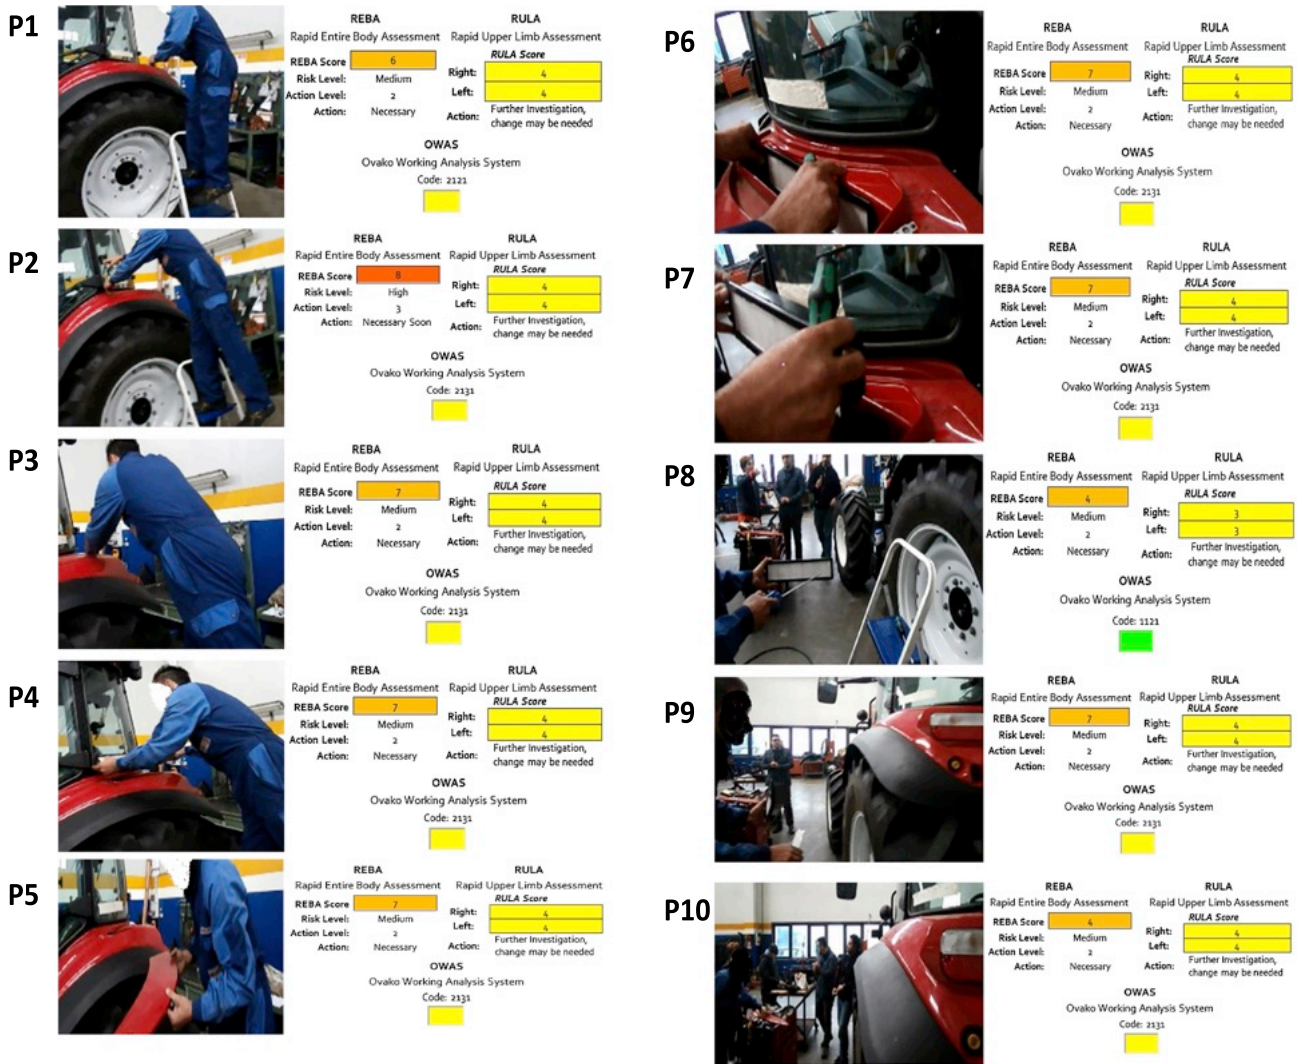 P1
REBA RULA
Rapid Entire Body Assessment Rapid Upper Limb Assessment
RULA Score
REBA Score 6
Right: 4
Risk Level: Medium
Left: 4
Action Level: 2
Action: Necessary
Action: Further Investigation,
change may be needed
OWAS
Ovako Working Analysis System
Code: 2121
P2
REBA RULA
Rapid Entire Body Assessment Rapid Upper Limb Assessment
RULA Score
REBA Score 8
Right: 4
Risk Level: High
Left: 4
Action Level: 3
Action: Necessary Soon
Action: Further Investigation,
change may be needed
OWAS
Ovako Working Analysis System
Code: 2131
P3
REBA RULA
Rapid Entire Body Assessment Rapid Upper Limb Assessment
RULA Score
REBA Score 7
Right: 4
Risk Level: Medium
Left: 4
Action Level: 2
Action: Necessary
Action: Further Investigation,
change may be needed
OWAS
Ovako Working Analysis System
Code: 2131
P4
REBA RULA
Rapid Entire Body Assessment Rapid Upper Limb Assessment
RULA Score
REBA Score 7
Right: 4
Risk Level: Medium
Left: 4
Action Level: 2
Action: Necessary
Action: Further Investigation,
change may be needed
OWAS
Ovako Working Analysis System
Code: 2131
P5
REBA RULA
Rapid Entire Body Assessment Rapid Upper Limb Assessment
RULA Score
REBA Score 7
Right: 4
Risk Level: Medium
Left: 4
Action Level: 2
Action: Necessary
Action: Further Investigation,
change may be needed
OWAS
Ovako Working Analysis System
Code: 2131
P6
REBA RULA
Rapid Entire Body Assessment Rapid Upper Limb Assessment
RULA Score
REBA Score 7
Right: 4
Risk Level: Medium
Left: 4
Action Level: 2
Action: Necessary
Action: Further Investigation,
change may be needed
OWAS
Ovako Working Analysis System
Code: 2131
P7
REBA RULA
Rapid Entire Body Assessment Rapid Upper Limb Assessment
RULA Score
REBA Score 7
Right: 4
Risk Level: Medium
Left: 4
Action Level: 2
Action: Necessary
Action: Further Investigation,
change may be needed
OWAS
Ovako Working Analysis System
Code: 2131
P8
REBA RULA
Rapid Entire Body Assessment Rapid Upper Limb Assessment
RULA Score
REBA Score 4
Right: 3
Risk Level: Medium
Left: 3
Action Level: 2
Action: Necessary
Action: Further Investigation,
change may be needed
OWAS
Ovako Working Analysis System
Code: 1121
P9
REBA RULA
Rapid Entire Body Assessment Rapid Upper Limb Assessment
RULA Score
REBA Score 7
Right: 4
Risk Level: Medium
Left: 4
Action Level: 2
Action: Necessary
Action: Further Investigation,
change may be needed
OWAS
Ovako Working Analysis System
Code: 2131
P10
REBA RULA
Rapid Entire Body Assessment Rapid Upper Limb Assessment
RULA Score
REBA Score 4
Right: 4
Risk Level: Medium
Left: 4
Action Level: 2
Action: Necessary
Action: Further Investigation,
change may be needed
OWAS
Ovako Working Analysis System
Code: 2131